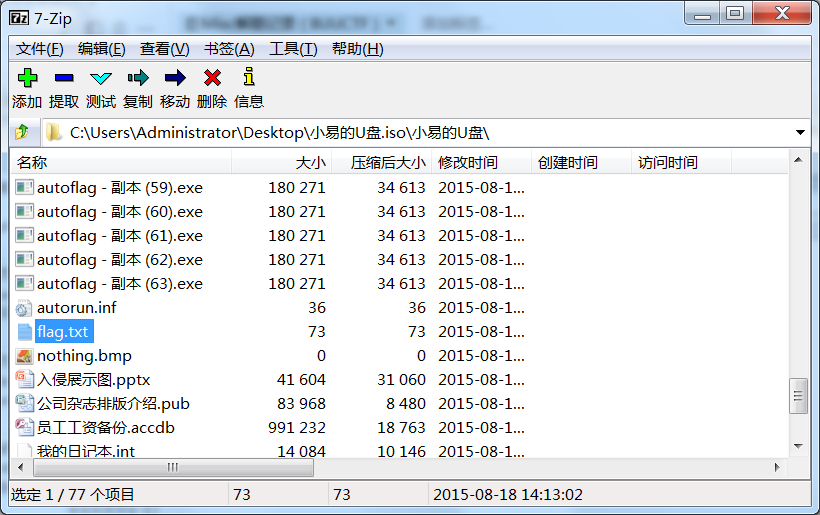 7-Zip
文件(F) 编辑(E) 查看(V) 书签(A) 工具(T) 帮助(H)
添加 提取 测试 复制 移动 删除 信息
C:\Users\Administrator\Desktop\小易的U盘.iso\小易的U盘\
名称 大小 压缩后大小 修改时间 创建时间 访问时间
autoflag - 副本 (59).exe 180 271 34 613 2015-08-1...
autoflag - 副本 (60).exe 180 271 34 613 2015-08-1...
autoflag - 副本 (61).exe 180 271 34 613 2015-08-1...
autoflag - 副本 (62).exe 180 271 34 613 2015-08-1...
autoflag - 副本 (63).exe 180 271 34 613 2015-08-1...
autorun.inf 36 36 2015-08-1...
flag.txt 73 73 2015-08-1...
nothing.bmp 0 0 2015-08-1...
入侵展示图.pptx 41 604 31 060 2015-08-1...
公司杂志排版介绍.pub 83 968 8 480 2015-08-1...
员工工资备份.accdb 991 232 18 763 2015-08-1...
我的日记本.int 14 084 10 146 2015-08-1...
选定 1 / 77 个项目 73 73 2015-08-18 14:13:02